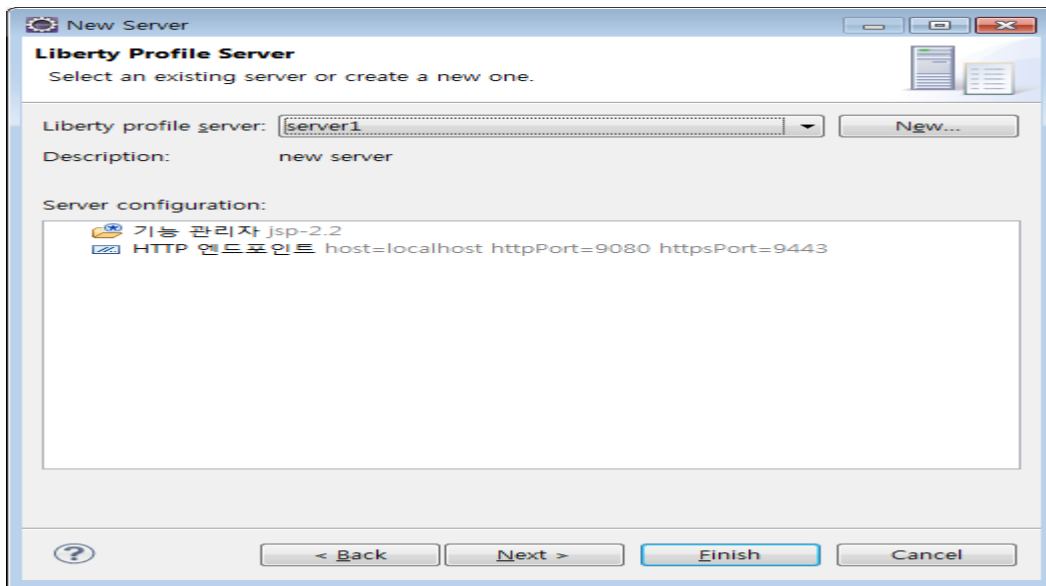 New Server
Liberty Profile Server
Select an existing server or create a new one.
Liberty profile server: server1 New...
Description: new server
Server configuration:
기능 관리자 jsp-2.2
HTTP 엔드포인트 host=localhost httpPort=9080 httpsPort=9443
? < Back Next > Finish Cancel